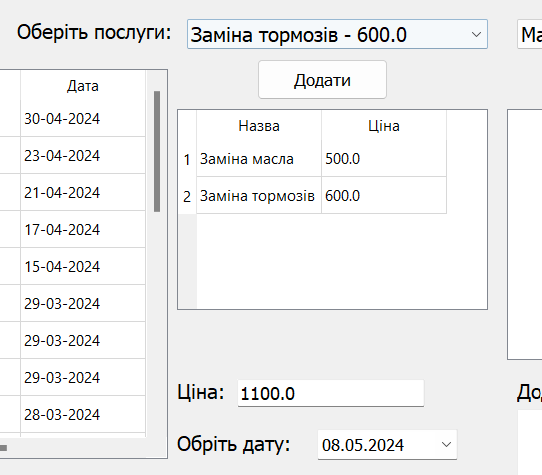 Оберіть послуги:
Заміна тормозів - 600.0
Ма
Додати
Дата
30-04-2024
23-04-2024
21-04-2024
17-04-2024
15-04-2024
29-03-2024
29-03-2024
29-03-2024
28-03-2024
Назва Ціна
1 Заміна масла 500.0
2 Заміна тормозів 600.0
Ціна: 1100.0
До
Обріть дату: 08.05.2024